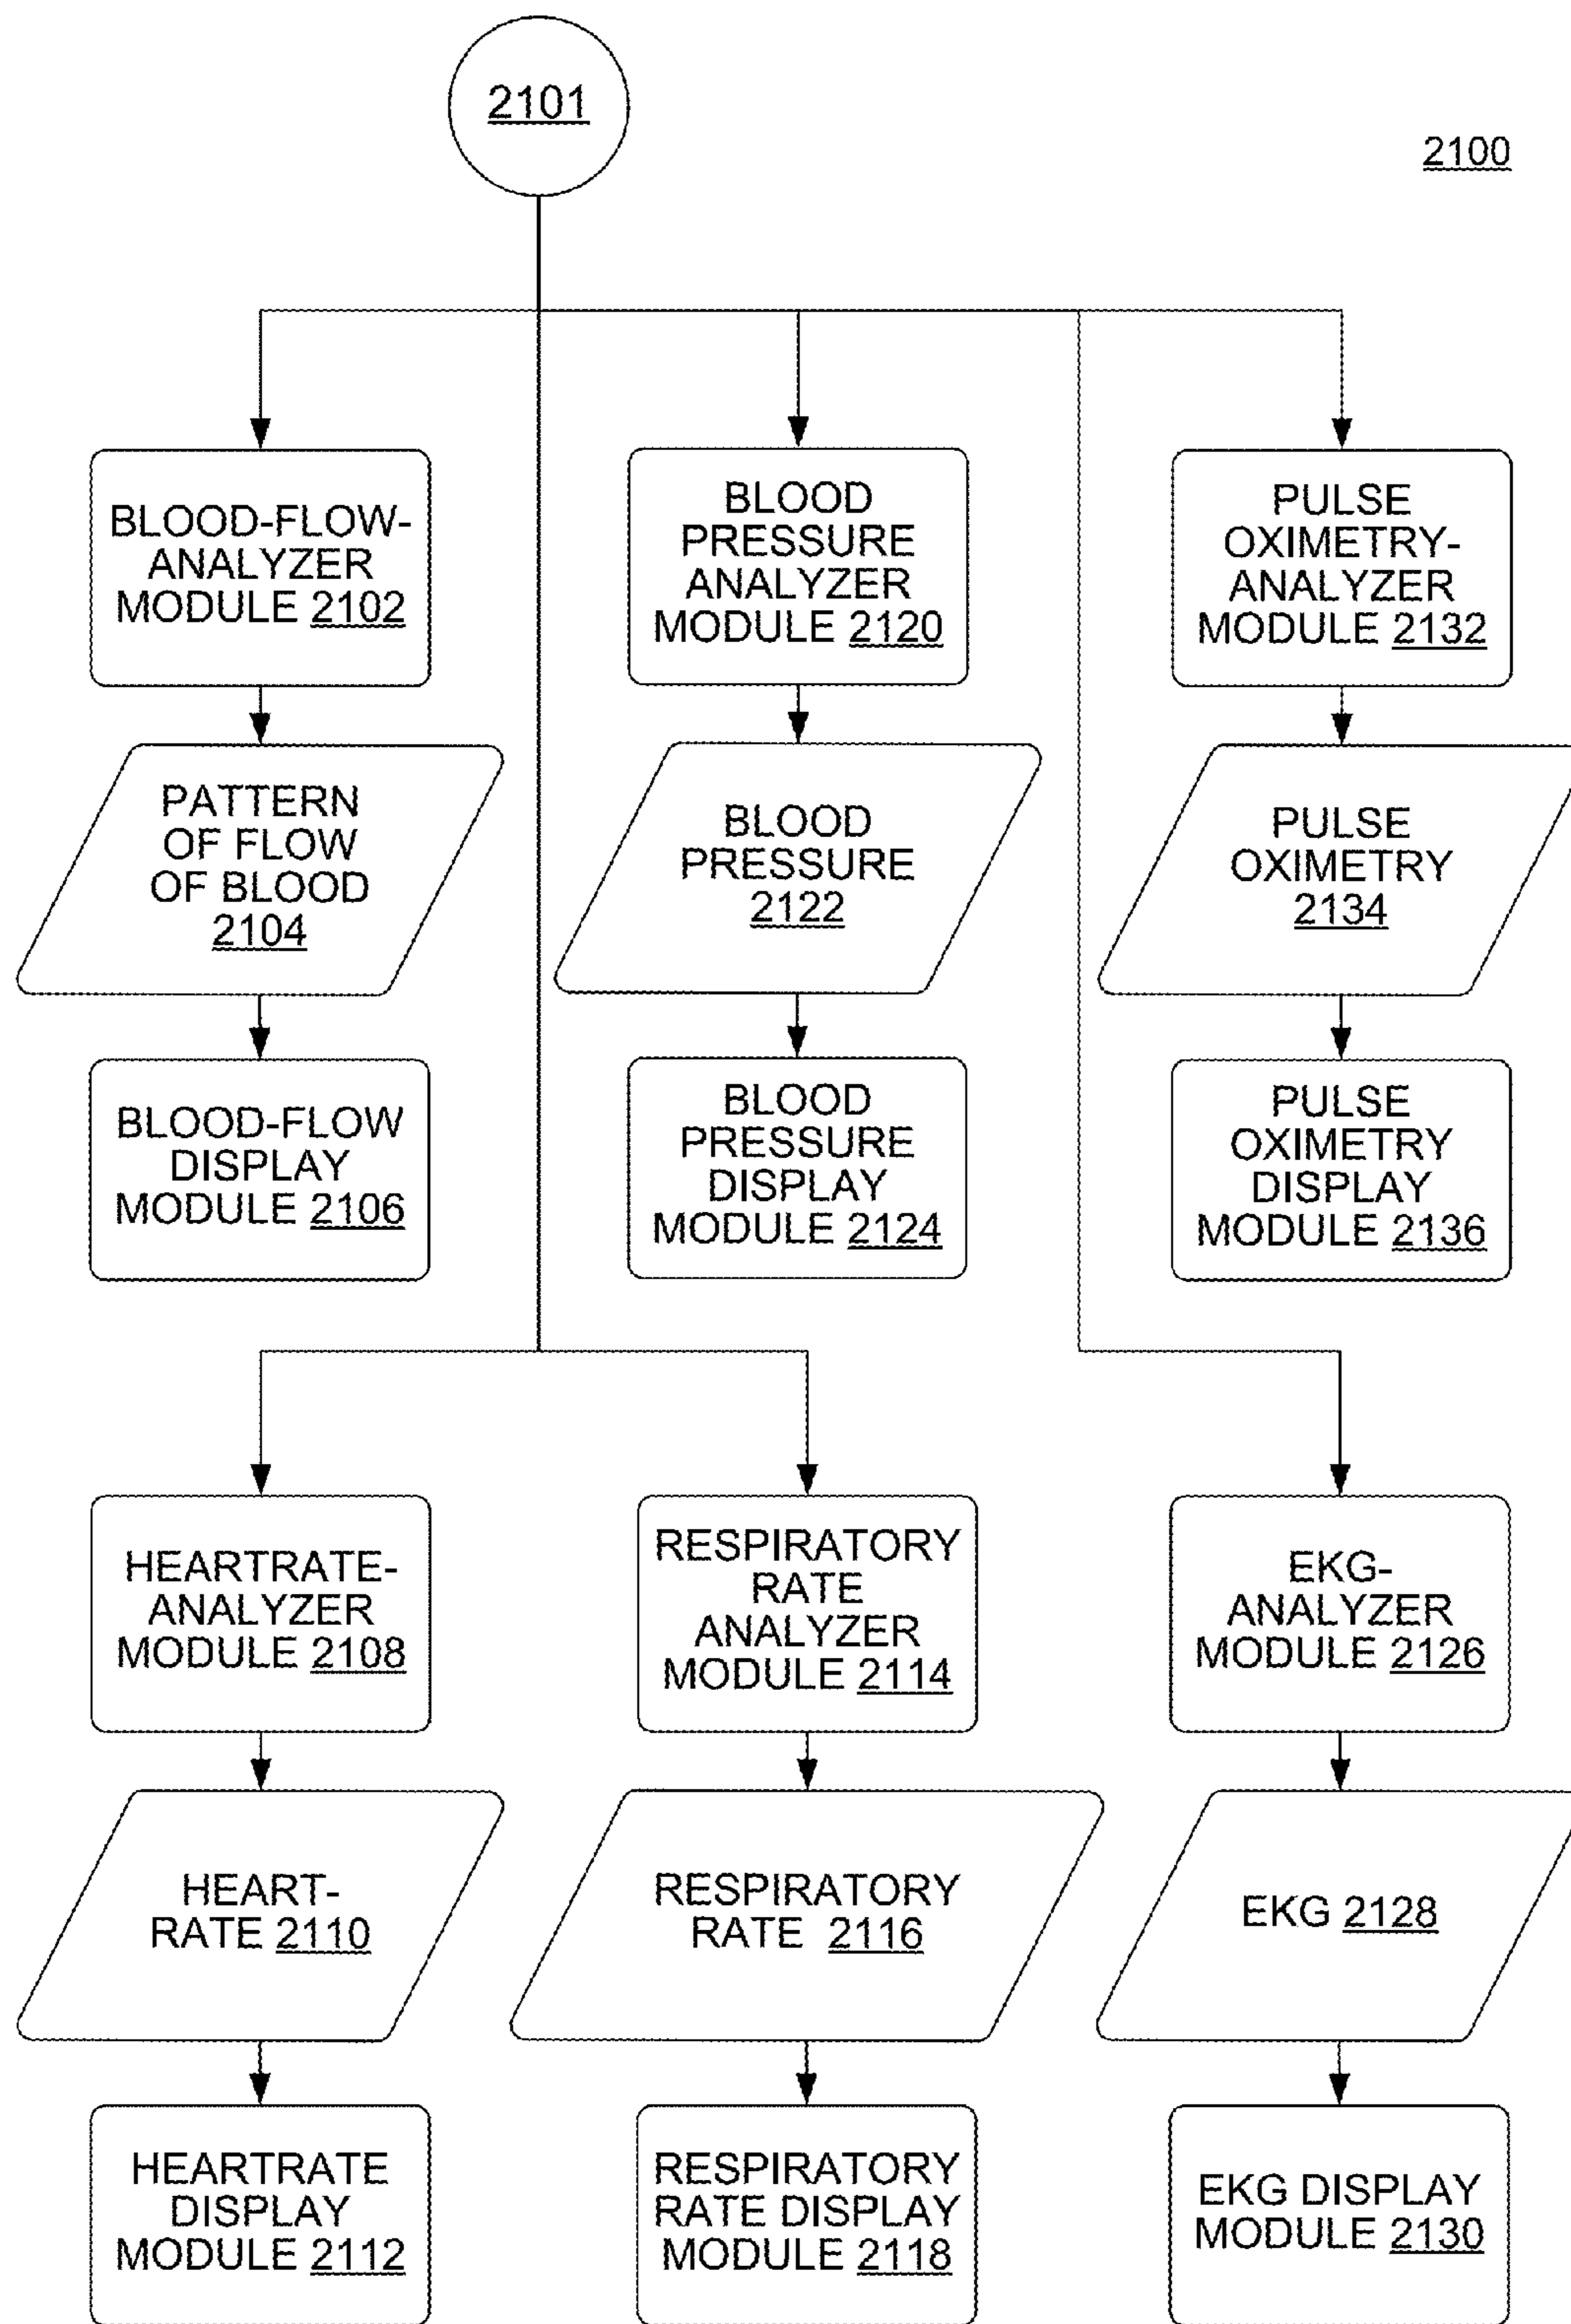 2101
2100
BLOOD-FLOW-
ANALYZER
MODULE 2102
BLOOD
PRESSURE
ANALYZER
MODULE 2120
PULSE
OXIMETRY-
ANALYZER
MODULE 2132
PATTERN
OF FLOW
OF BLOOD
2104
BLOOD
PRESSURE
2122
PULSE
OXIMETRY
2134
BLOOD-FLOW
DISPLAY
MODULE 2106
BLOOD
PRESSURE
DISPLAY
MODULE 2124
PULSE
OXIMETRY
DISPLAY
MODULE 2136
HEARTRATE-
ANALYZER
MODULE 2108
RESPIRATORY
RATE
ANALYZER
MODULE 2114
EKG-
ANALYZER
MODULE 2126
HEART-
RATE 2110
RESPIRATORY
RATE 2116
EKG 2128
HEARTRATE
DISPLAY
MODULE 2112
RESPIRATORY
RATE DISPLAY
MODULE 2118
EKG DISPLAY
MODULE 2130